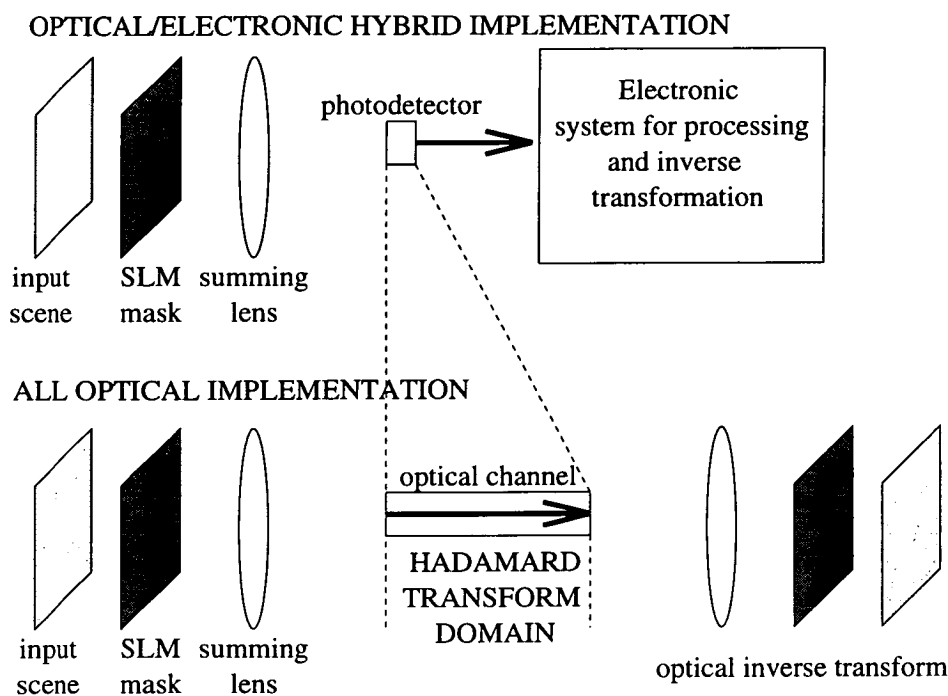 OPTICAL/ELECTRONIC HYBRID IMPLEMENTATION
photodetector
Electronic
system for processing
and inverse
transformation
input
scene
SLM
mask
summing
lens
ALL OPTICAL IMPLEMENTATION
optical channel
HADAMARD
TRANSFORM
DOMAIN
input
scene
SLM
mask
summing
lens
optical inverse transform